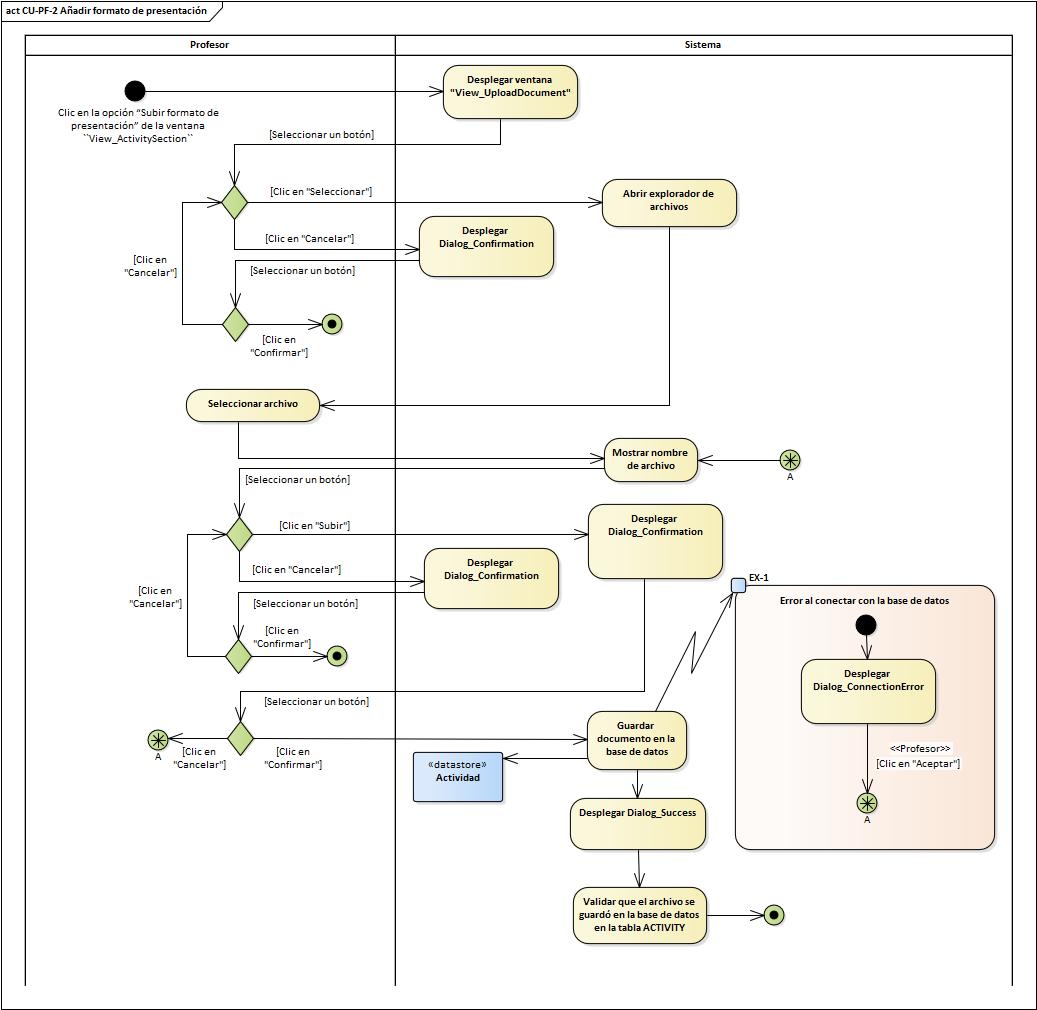 act CU-PF-2 Añadir formato de presentación
Profesor
Sistema
Clic en la opción “Subir formato de
presentación” de la ventana
``View_ActivitySection``
Desplegar ventana
"View_UploadDocument"
[Seleccionar un botón]
[Clic en "Seleccionar"]
Abrir explorador de
archivos
[Clic en "Cancelar"]
Desplegar
Dialog_Confirmation
[Clic en
"Cancelar"]
[Seleccionar un botón]
[Clic en
"Confirmar"]
Seleccionar archivo
Mostrar nombre
de archivo
A
[Seleccionar un botón]
[Clic en "Subir"]
Desplegar
Dialog_Confirmation
[Clic en "Cancelar"]
Desplegar
Dialog_Confirmation
[Clic en
"Cancelar"]
[Seleccionar un botón]
[Clic en
"Confirmar"]
EX-1
Error al conectar con la base de datos
Desplegar
Dialog_ConnectionError
<<Profesor>>
[Clic en "Aceptar"]
A
[Seleccionar un botón]
A
[Clic en
"Cancelar"]
[Clic en
"Confirmar"]
Guardar
documento en la
base de datos
«datastore»
Actividad
Desplegar Dialog_Success
Validar que el archivo se
guardó en la base de datos
en la tabla ACTIVITY